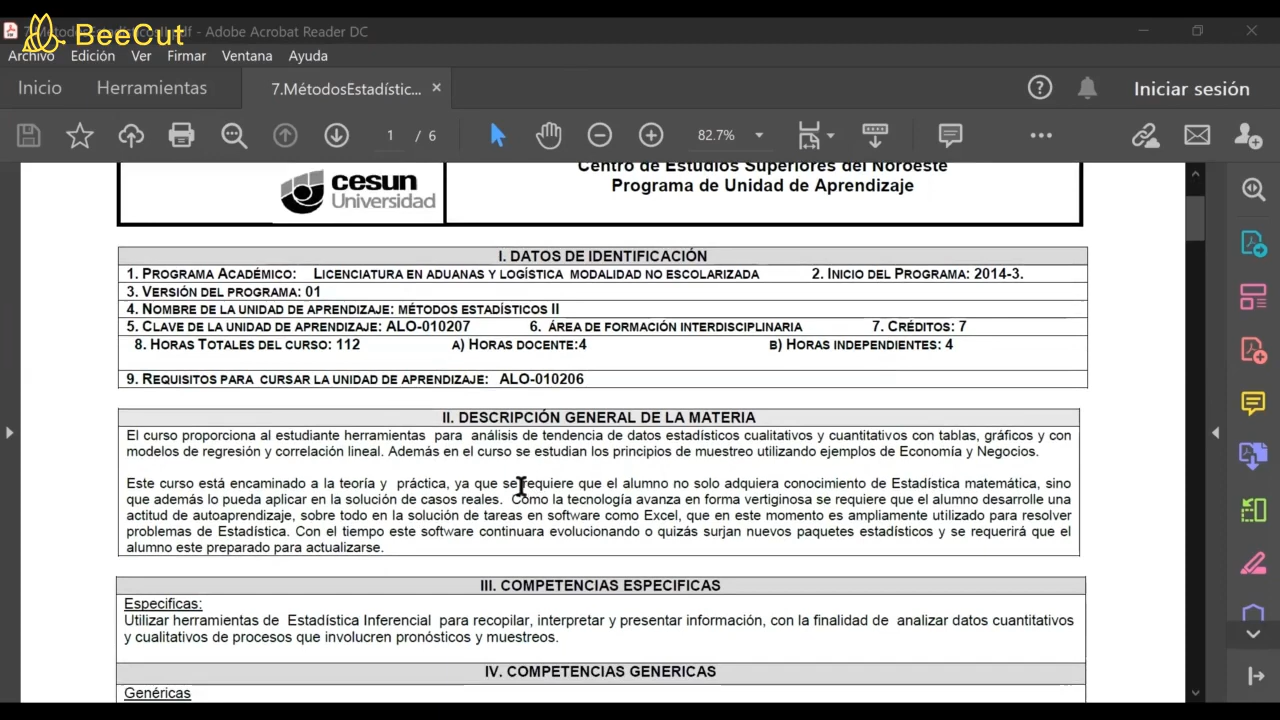 BeeCut
- Adobe Acrobat Reader DC
Archivo Edición Ver Firmar Ventana Ayuda
Inicio Herramientas 7.MétodosEstadístic... × Iniciar sesión
1 / 6 82.7%
Centro de Estudios Superiores del Noroeste
cesun
Universidad
Programa de Unidad de Aprendizaje
I. DATOS DE IDENTIFICACIÓN
1. PROGRAMA ACADÉMICO: LICENCIATURA EN ADUANAS Y LOGÍSTICA MODALIDAD NO ESCOLARIZADA 2. INICIO DEL PROGRAMA: 2014-3.
3. VERSIÓN DEL PROGRAMA: 01
4. NOMBRE DE LA UNIDAD DE APRENDIZAJE: MÉTODOS ESTADÍSTICOS II
5. CLAVE DE LA UNIDAD DE APRENDIZAJE: ALO-010207 6. ÁREA DE FORMACIÓN INTERDISCIPLINARIA 7. CRÉDITOS: 7
8. HORAS TOTALES DEL CURSO: 112 A) HORAS DOCENTE:4 B) HORAS INDEPENDIENTES: 4
9. REQUISITOS PARA CURSAR LA UNIDAD DE APRENDIZAJE: ALO-010206
II. DESCRIPCIÓN GENERAL DE LA MATERIA
El curso proporciona al estudiante herramientas para análisis de tendencia de datos estadísticos cualitativos y cuantitativos con tablas, gráficos y con
modelos de regresión y correlación lineal. Además en el curso se estudian los principios de muestreo utilizando ejemplos de Economía y Negocios.
Este curso está encaminado a la teoría y práctica, ya que se requiere que el alumno no solo adquiera conocimiento de Estadística matemática, sino
que además lo pueda aplicar en la solución de casos reales. Como la tecnología avanza en forma vertiginosa se requiere que el alumno desarrolle una
actitud de autoaprendizaje, sobre todo en la solución de tareas en software como Excel, que en este momento es ampliamente utilizado para resolver
problemas de Estadística. Con el tiempo este software continuara evolucionando o quizás surjan nuevos paquetes estadísticos y se requerirá que el
alumno este preparado para actualizarse.
III. COMPETENCIAS ESPECIFICAS
Especificas:
Utilizar herramientas de Estadística Inferencial para recopilar, interpretar y presentar información, con la finalidad de analizar datos cuantitativos
y cualitativos de procesos que involucren pronósticos y muestreos.
IV. COMPETENCIAS GENERICAS
Genéricas